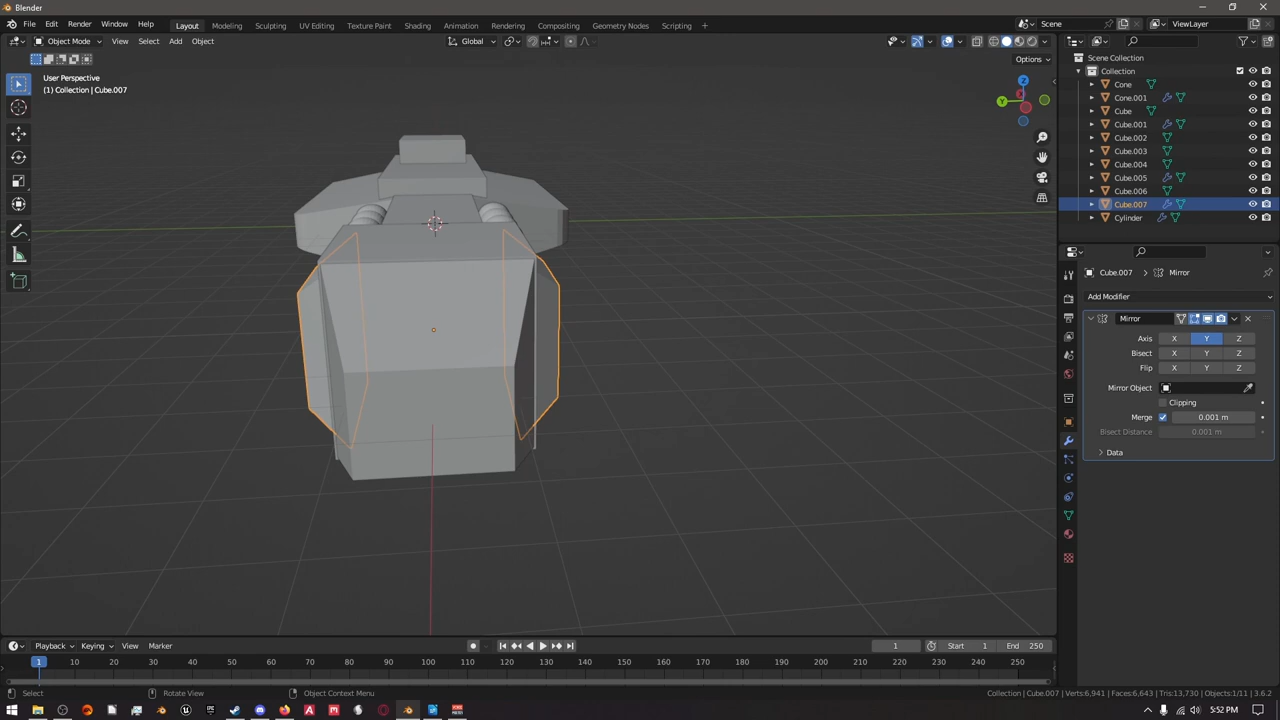 Blender
File Edit Render Window Help
Layout Modeling Sculpting UV Editing Texture Paint Shading Animation Rendering Compositing Geometry Nodes Scripting +
Scene
ViewLayer
Object Mode View Select Add Object
Global
Options
User Perspective
(1) Collection | Cube.007
Z
Y
Scene Collection
Collection
Cone
Cone.001
Cube
Cube.001
Cube.002
Cube.003
Cube.004
Cube.005
Cube.006
Cube.007
Cylinder
Cube.007 > Mirror
Add Modifier
Mirror
Axis X Y Z
Bisect X Y Z
Flip X Y Z
Mirror Object
Clipping
Merge 0.001 m
Bisect Distance 0.001 m
Data
Playback Keying View Marker
1 Start 1 End 250
1 10 20 30 40 50 60 70 80 90 100 110 120 130 140 150 160 170 180 190 200 210 220 230 240 250
Select Rotate View Object Context Menu
Collection | Cube.007 | Verts:6,941 | Faces:6,643 | Tris:13,730 | Objects:1/11 | 3.6.2
5:52 PM